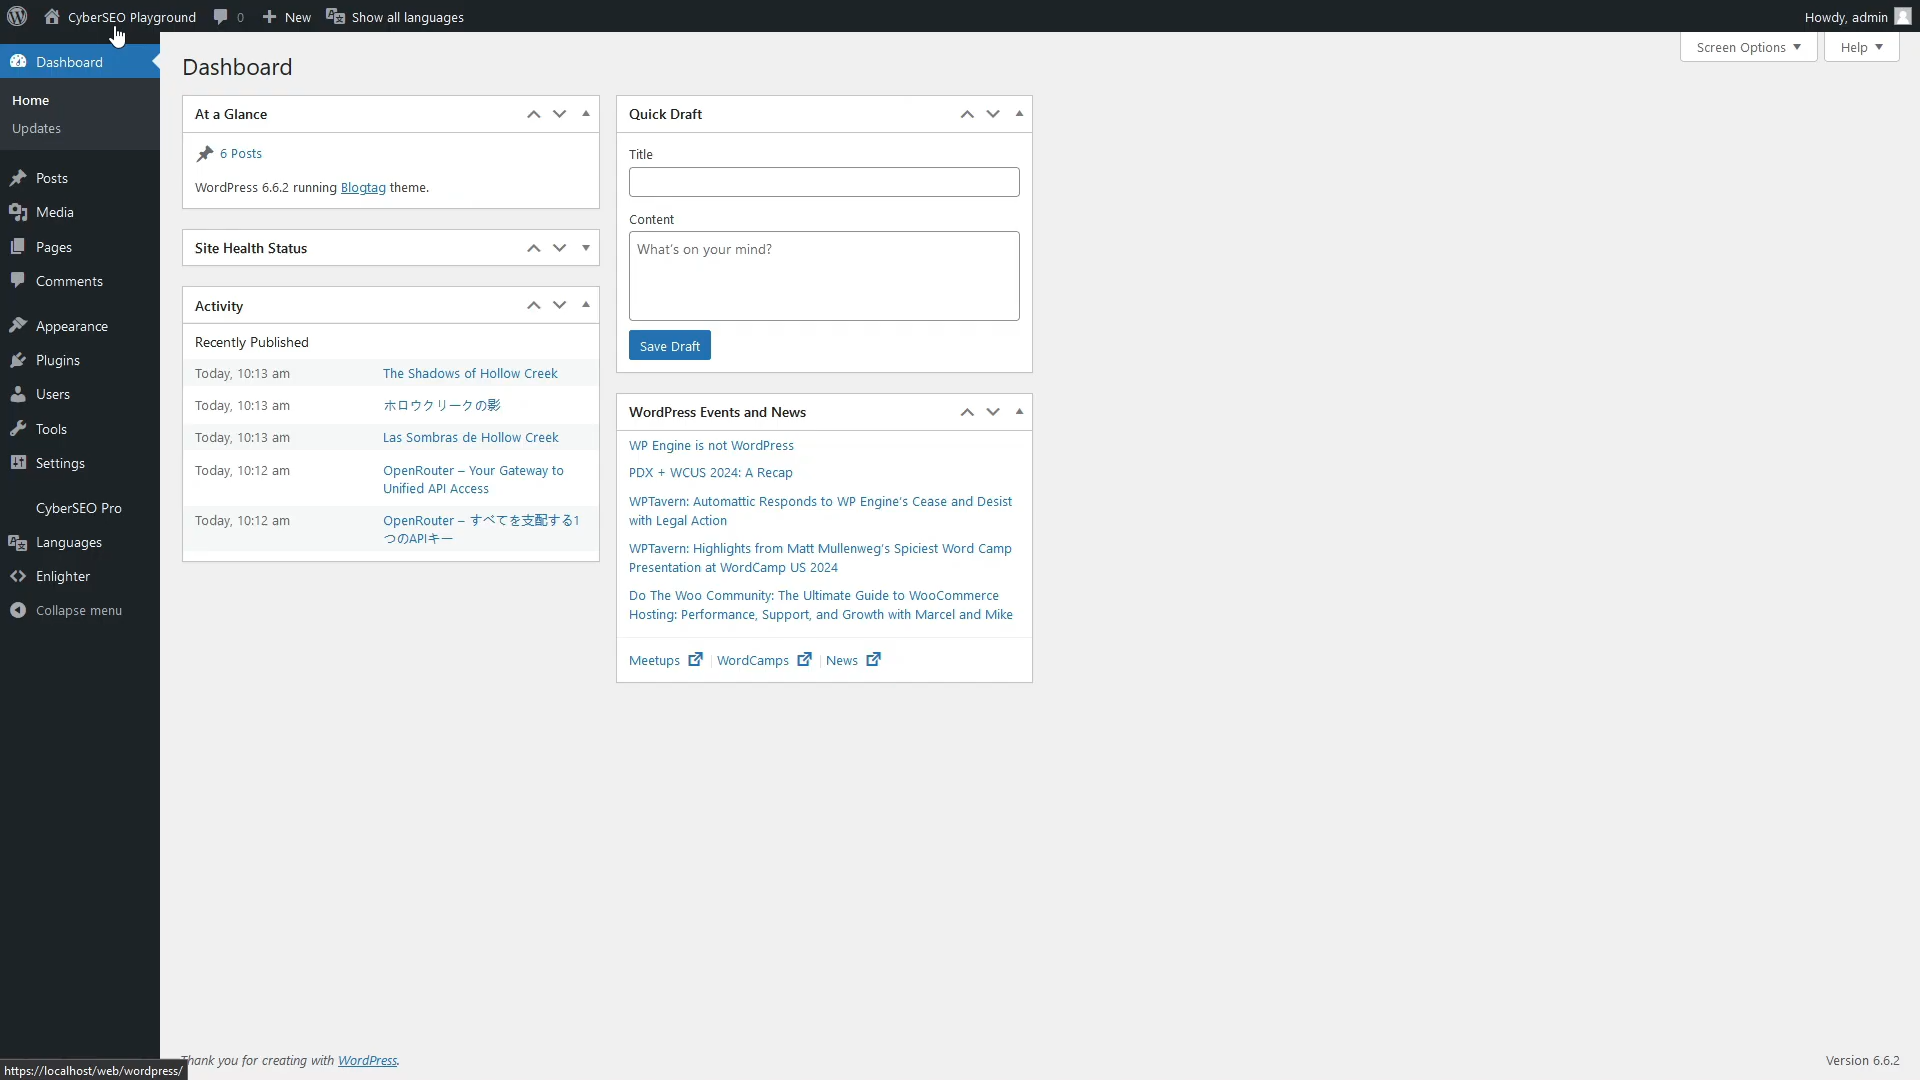 CyberSEO Playground
0
New
Show all languages
Howdy, admin
Dashboard
Home
Updates
Posts
Media
Pages
Comments
Appearance
Plugins
Users
Tools
Settings
CyberSEO Pro
Languages
Enlighter
Collapse menu
Screen Options
Help
Dashboard
At a Glance
6 Posts
WordPress 6.6.2 running Blogtag theme.
Site Health Status
Activity
Recently Published
Today, 10:13 am The Shadows of Hollow Creek
Today, 10:13 am ホロウクリークの影
Today, 10:13 am Las Sombras de Hollow Creek
Today, 10:12 am OpenRouter – Your Gateway to
Unified API Access
Today, 10:12 am OpenRouter – すべてを支配する1
つのAPIキー
Quick Draft
Title
Content
What's on your mind?
Save Draft
WordPress Events and News
WP Engine is not WordPress
PDX + WCUS 2024: A Recap
WPTavern: Automattic Responds to WP Engine's Cease and Desist
with Legal Action
WPTavern: Highlights from Matt Mullenweg's Spiciest Word Camp
Presentation at WordCamp US 2024
Do The Woo Community: The Ultimate Guide to WooCommerce
Hosting: Performance, Support, and Growth with Marcel and Mike
Meetups | WordCamps | News
Thank you for creating with WordPress.
Version 6.6.2
https://localhost/web/wordpress/